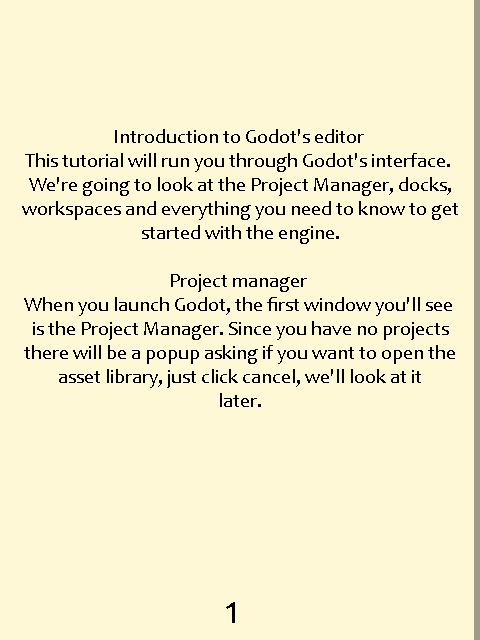 Introduction to Godot's editor
This tutorial will run you through Godot's interface.
We're going to look at the Project Manager, docks,
workspaces and everything you need to know to get
started with the engine.
Project manager
When you launch Godot, the first window you'll see
is the Project Manager. Since you have no projects
there will be a popup asking if you want to open the
asset library, just click cancel, we'll look at it
later.
1